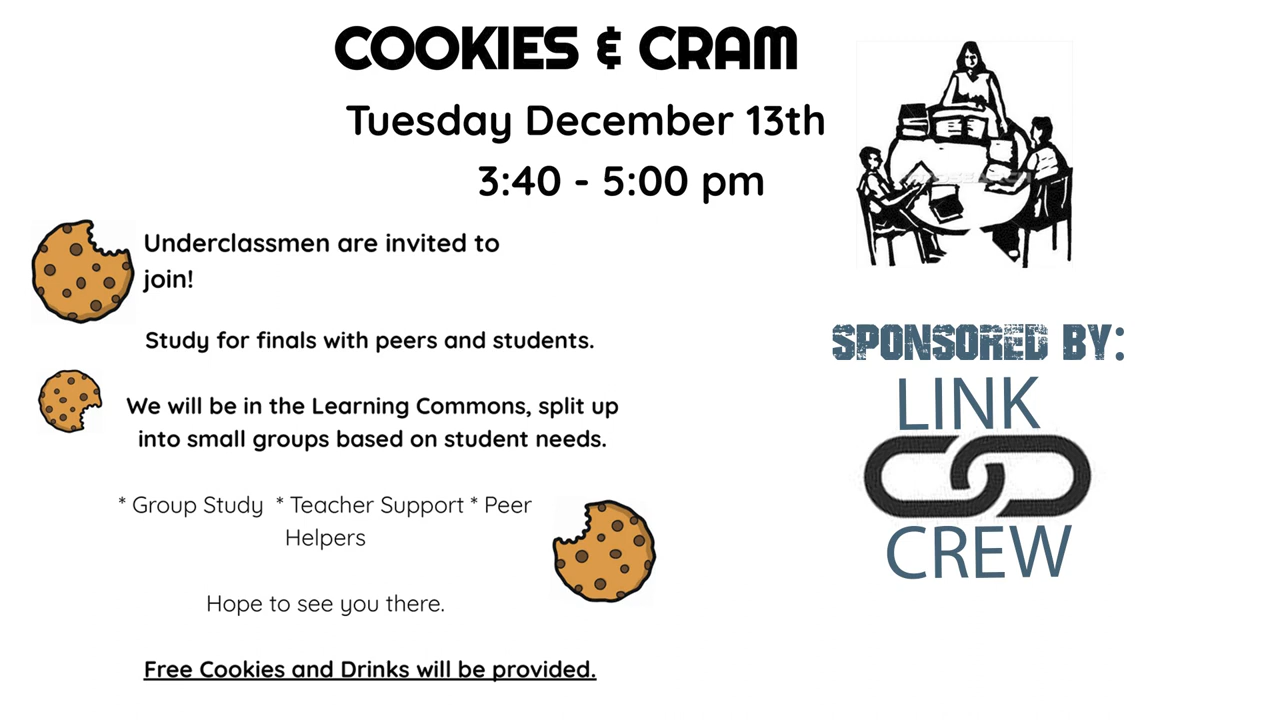 COOKIES & CRAM
Tuesday December 13th
3:40 - 5:00 pm
Underclassmen are invited to
join!
Study for finals with peers and students.
We will be in the Learning Commons, split up
into small groups based on student needs.
* Group Study * Teacher Support * Peer
Helpers
Hope to see you there.
Free Cookies and Drinks will be provided.
SPONSORED BY:
LINK
CREW